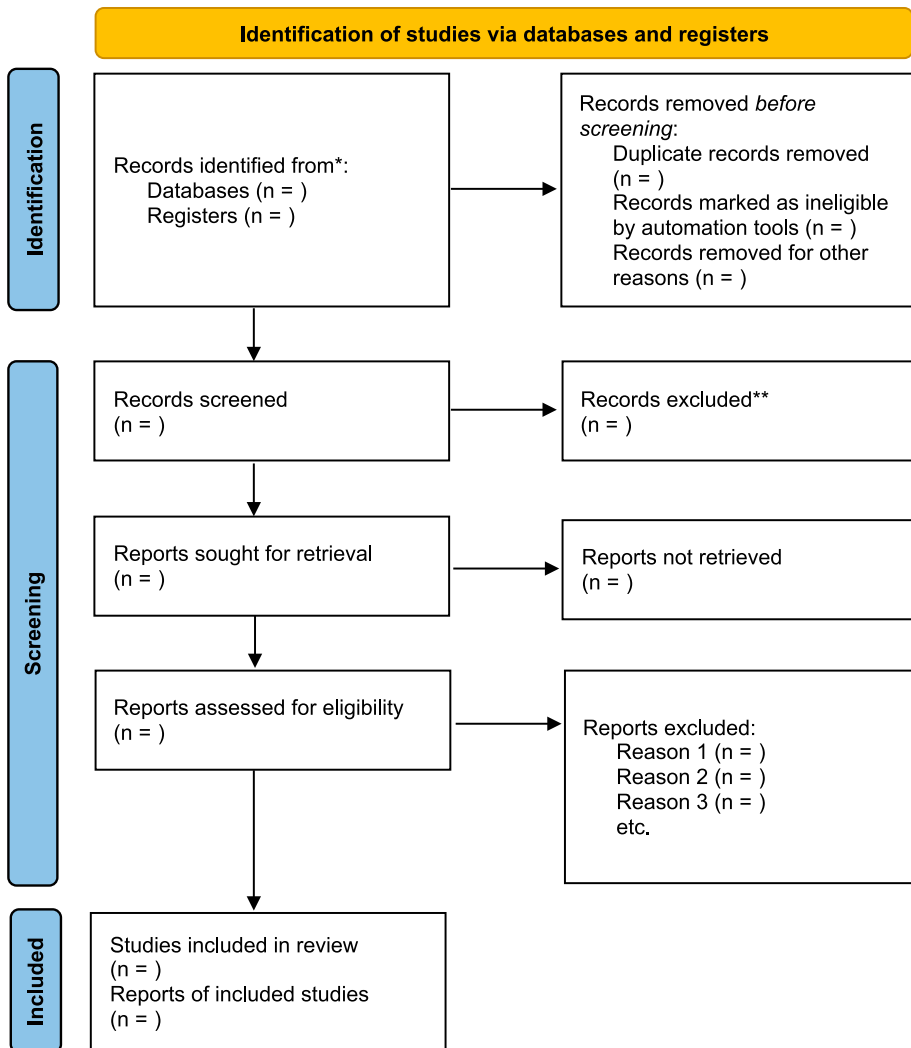 Identification of studies via databases and registers
Identification
Records identified from*:
Databases (n = )
Registers (n = )
Records removed before
screening:
Duplicate records removed
(n = )
Records marked as ineligible
by automation tools (n = )
Records removed for other
reasons (n = )
Screening
Records screened
(n = )
Records excluded**
(n = )
Reports sought for retrieval
(n = )
Reports not retrieved
(n = )
Reports assessed for eligibility
(n = )
Reports excluded:
Reason 1 (n = )
Reason 2 (n = )
Reason 3 (n = )
etc.
Included
Studies included in review
(n = )
Reports of included studies
(n = )